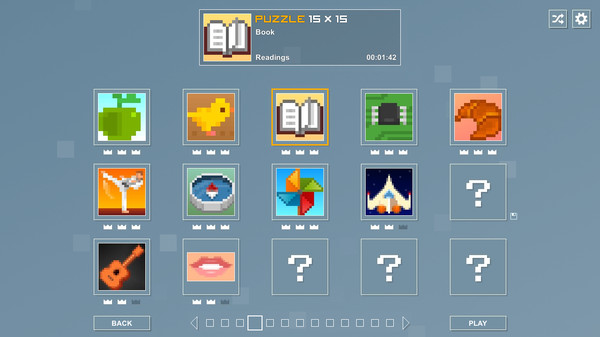 PUZZLE 15 X 15
Book
Readings 00:01:42
?
? ? ?
BACK PLAY